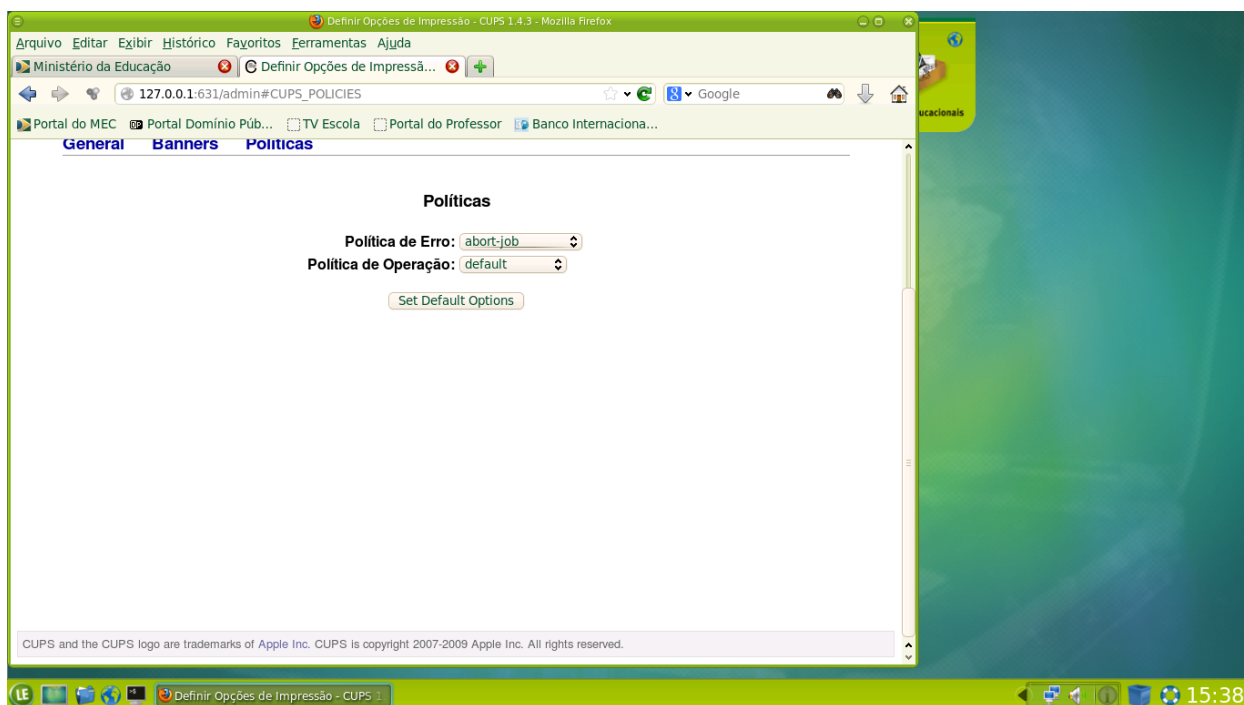 Definir Opções de Impressão - CUPS 1.4.3 - Mozilla Firefox
Arquivo Editar Exibir Histórico Favoritos Ferramentas Ajuda
Ministério da Educação Definir Opções de Impressã...
127.0.0.1:631/admin#CUPS_POLICIES Google
Portal do MEC Portal Domínio Púb... TV Escola Portal do Professor Banco Internaciona...
ucacionais
General Banners Políticas
Políticas
Política de Erro: abort-job
Política de Operação: default
Set Default Options
CUPS and the CUPS logo are trademarks of Apple Inc. CUPS is copyright 2007-2009 Apple Inc. All rights reserved.
LE Definir Opções de Impressão - CUPS 1 15:38